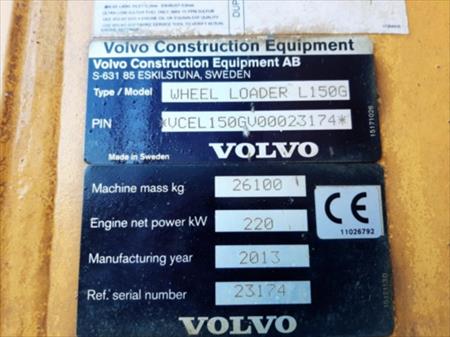 Volvo Construction Equipment
Volvo Construction Equipment AB
S-631 85 ESKILSTUNA, SWEDEN
Type / Model WHEEL LOADER L150G
PIN *VCEL150GV00023174*
Made in Sweden VOLVO
15171026
Machine mass kg 26100
Engine net power kW 220
CE
11026792
Manufacturing year 2013
Ref. serial number 23174
VOLVO